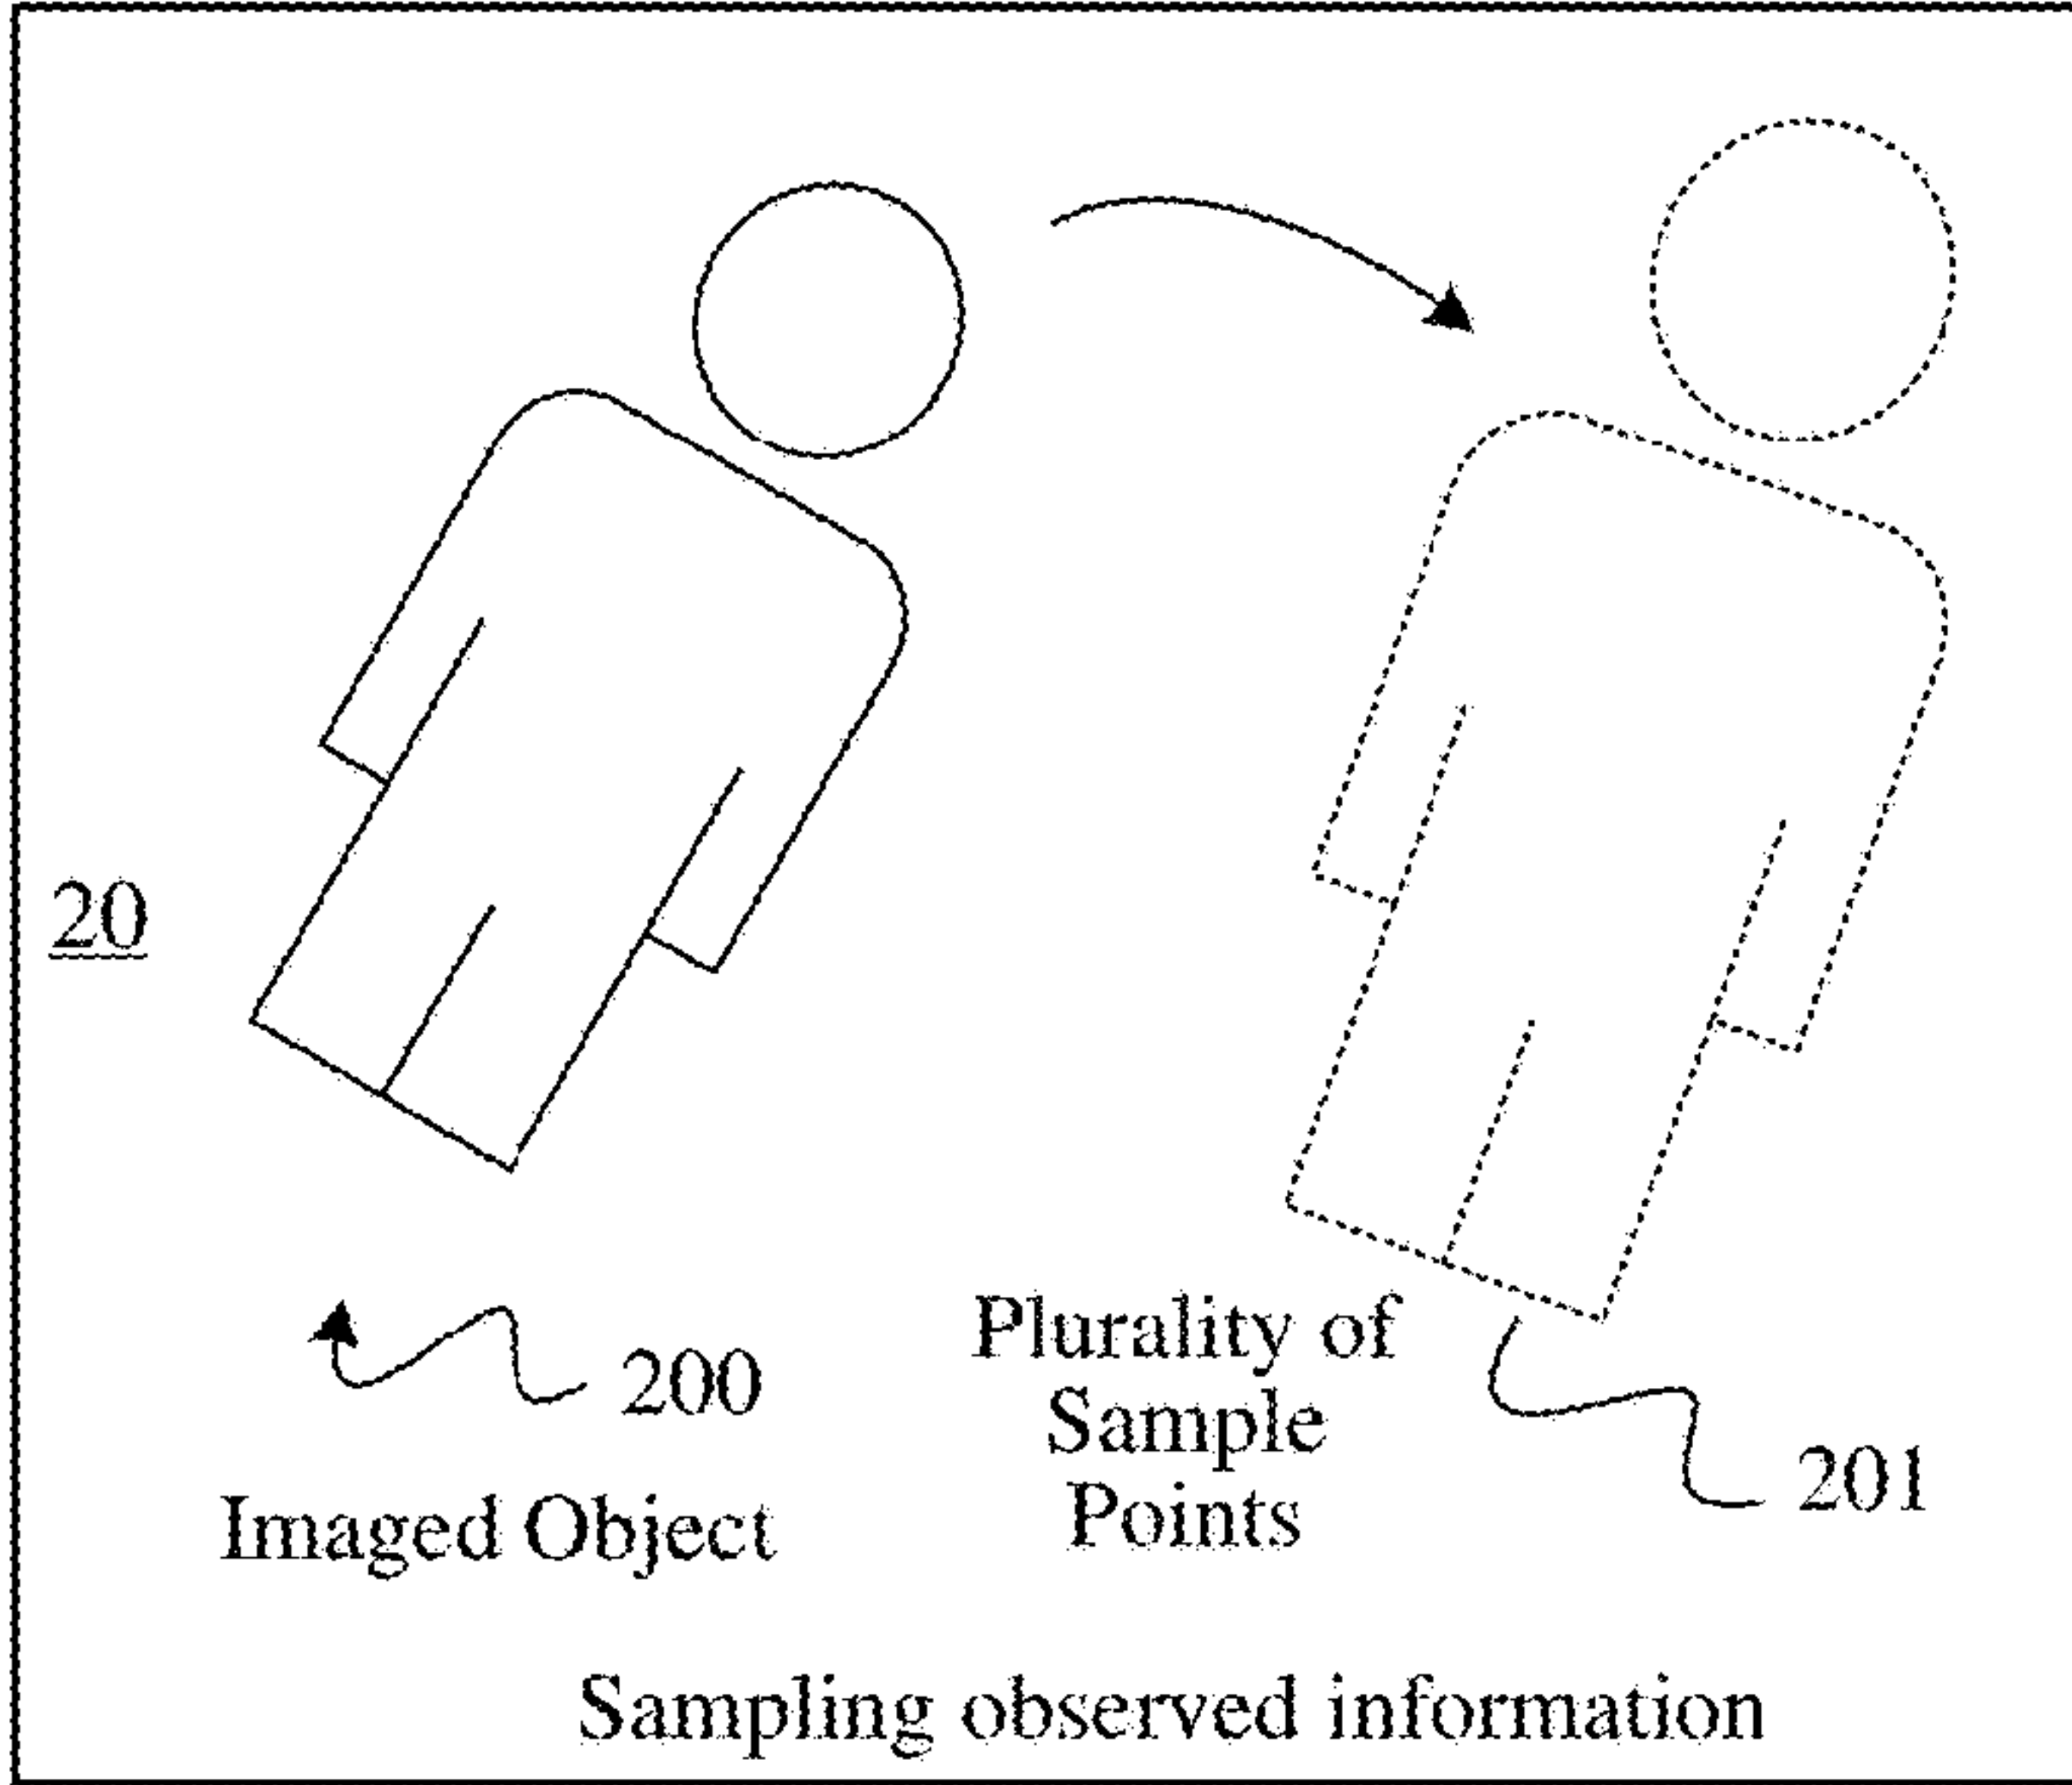 20
200
Imaged Object
Plurality of
Sample
Points
201
Sampling observed information